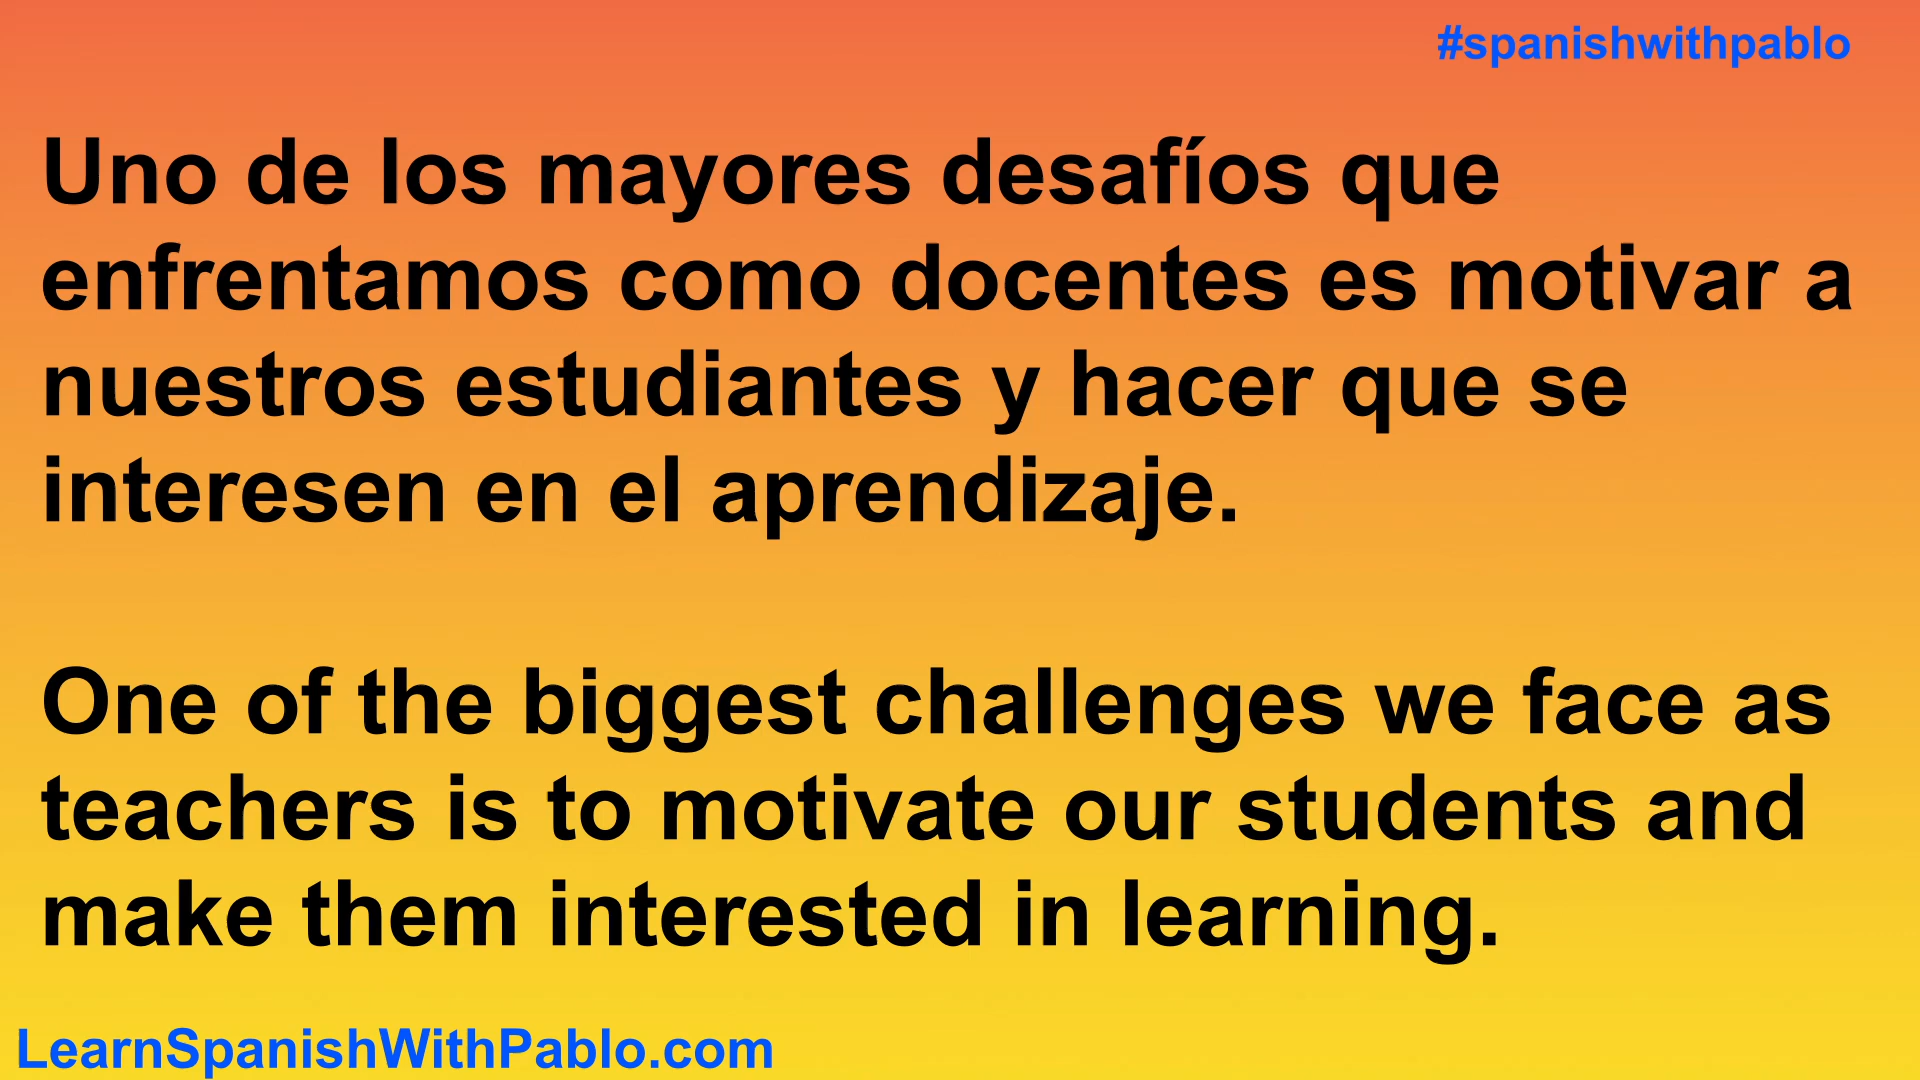 #spanishwithpablo
Uno de los mayores desafíos que
enfrentamos como docentes es motivar a
nuestros estudiantes y hacer que se
interesen en el aprendizaje.
One of the biggest challenges we face as
teachers is to motivate our students and
make them interested in learning.
LearnSpanishWithPablo.com